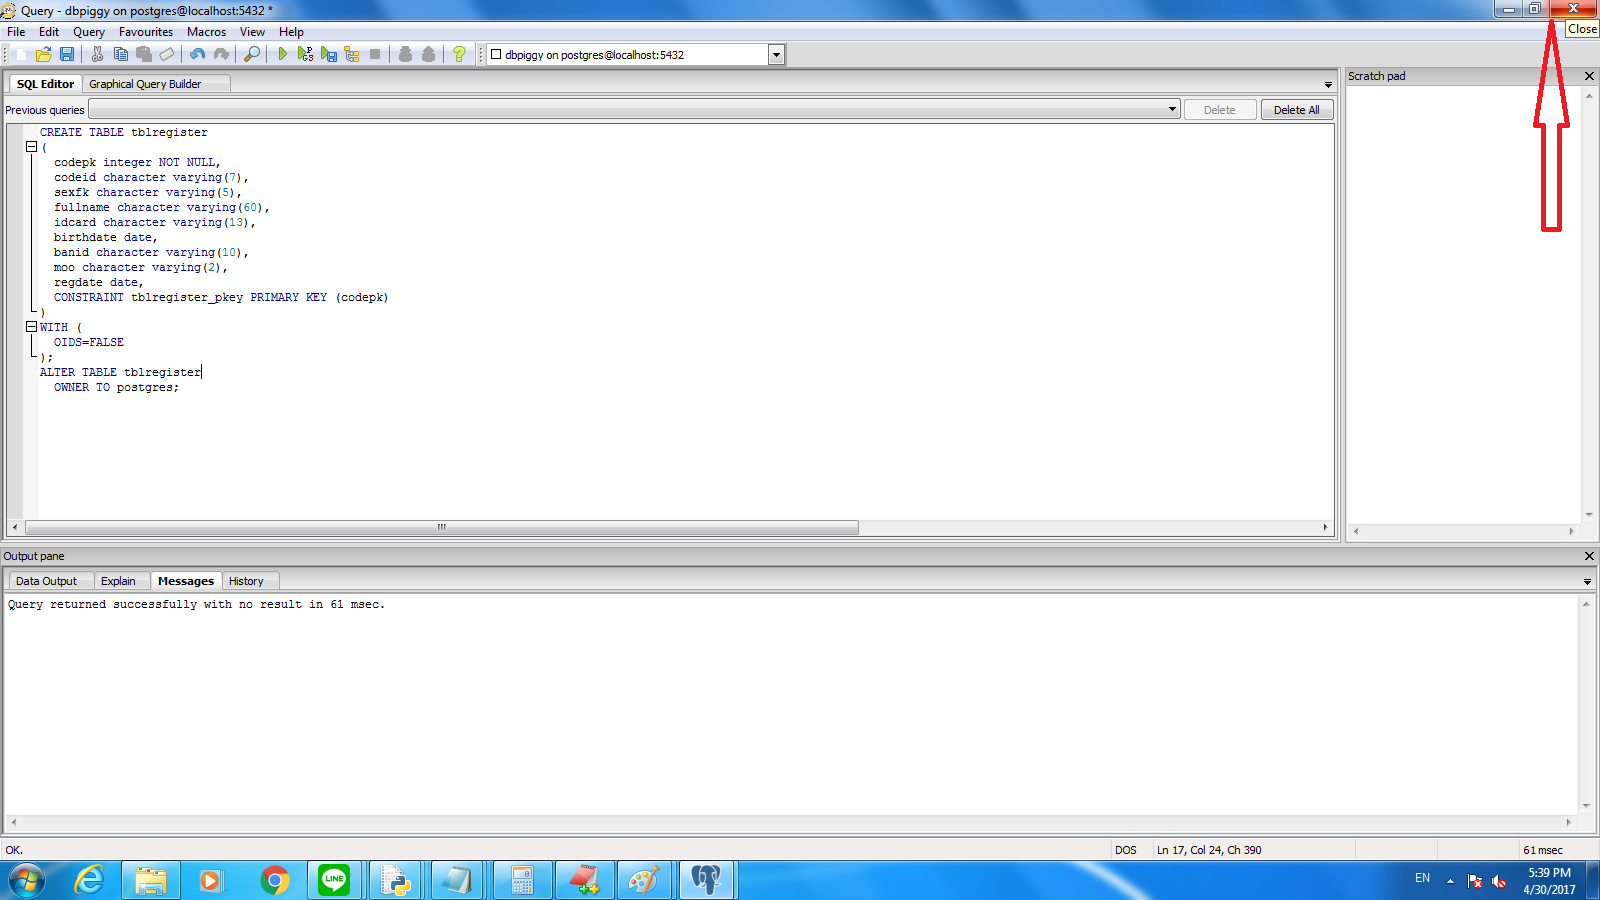 Query - dbpiggy on postgres@localhost:5432 *
Close
File Edit Query Favourites Macros View Help
dbpiggy on postgres@localhost:5432
SQL Editor Graphical Query Builder
Scratch pad
Previous queries Delete Delete All
CREATE TABLE tblregister
(
codepk integer NOT NULL,
codeid character varying(7),
sexfk character varying(5),
fullname character varying(60),
idcard character varying(13),
birthdate date,
banid character varying(10),
moo character varying(2),
regdate date,
CONSTRAINT tblregister_pkey PRIMARY KEY (codepk)
)
WITH (
OIDS=FALSE
);
ALTER TABLE tblregister
OWNER TO postgres;
Output pane
Data Output Explain Messages History
Query returned successfully with no result in 61 msec.
OK. DOS Ln 17, Col 24, Ch 390 61 msec
LINE
EN
5:39 PM
4/30/2017